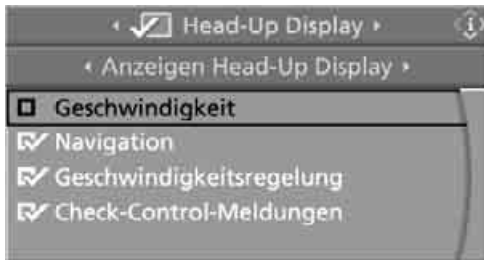 Head-Up Display
Anzeigen Head-Up Display
Geschwindigkeit
Navigation
Geschwindigkeitsregelung
Check-Control-Meldungen